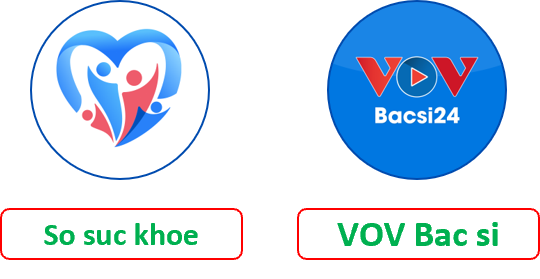 VOV
Bacsi24
So suc khoe
VOV Bac si